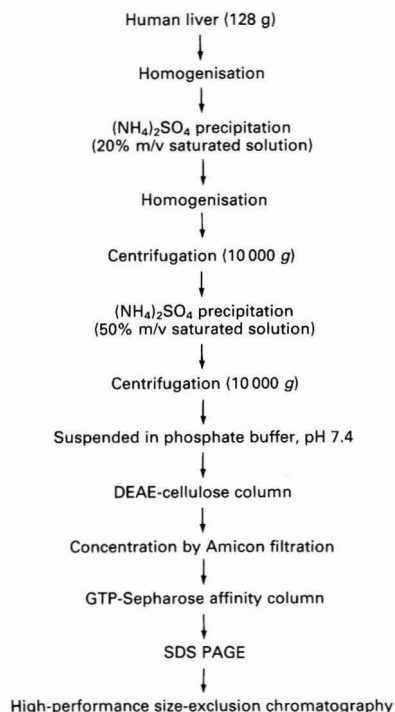 Human liver (128 g)
Homogenisation
(NH₄)₂SO₄ precipitation
(20% m/v saturated solution)
Homogenisation
Centrifugation (10 000 g)
(NH₄)₂SO₄ precipitation
(50% m/v saturated solution)
Centrifugation (10 000 g)
Suspended in phosphate buffer, pH 7.4
DEAE-cellulose column
Concentration by Amicon filtration
GTP-Sepharose affinity column
SDS PAGE
High-performance size-exclusion chromatography